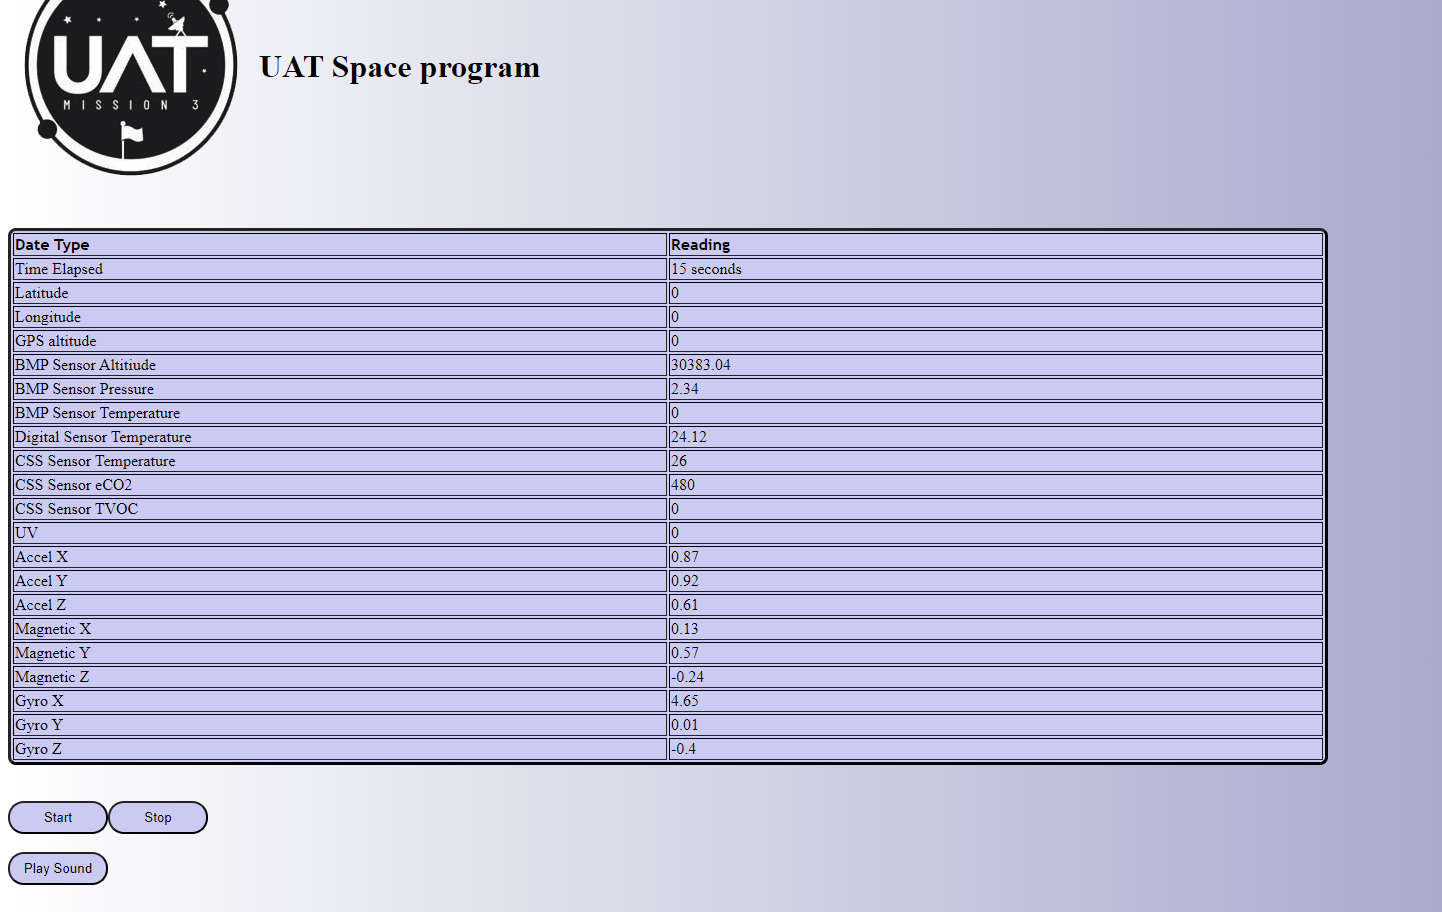 UAT
MISSION 3
UAT Space program
Date Type Reading
Time Elapsed 15 seconds
Latitude 0
Longitude 0
GPS altitude 0
BMP Sensor Altitiude 30383.04
BMP Sensor Pressure 2.34
BMP Sensor Temperature 0
Digital Sensor Temperature 24.12
CSS Sensor Temperature 26
CSS Sensor eCO2 480
CSS Sensor TVOC 0
UV 0
Accel X 0.87
Accel Y 0.92
Accel Z 0.61
Magnetic X 0.13
Magnetic Y 0.57
Magnetic Z -0.24
Gyro X 4.65
Gyro Y 0.01
Gyro Z -0.4
Start Stop
Play Sound